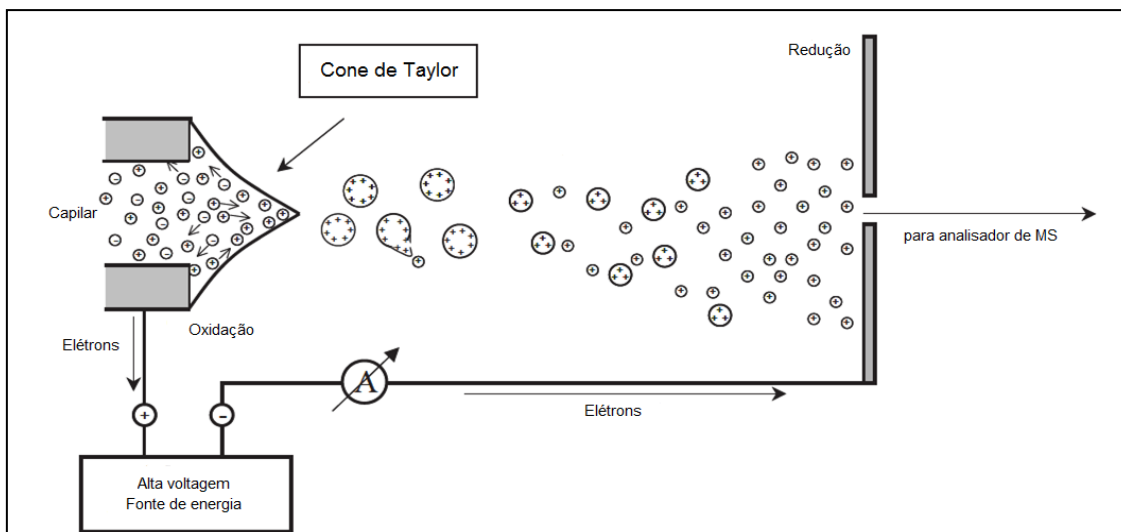 Redução
Cone de Taylor
Capilar
para analisador de MS
Oxidação
Elétrons
A
Elétrons
Alta voltagem
Fonte de energia